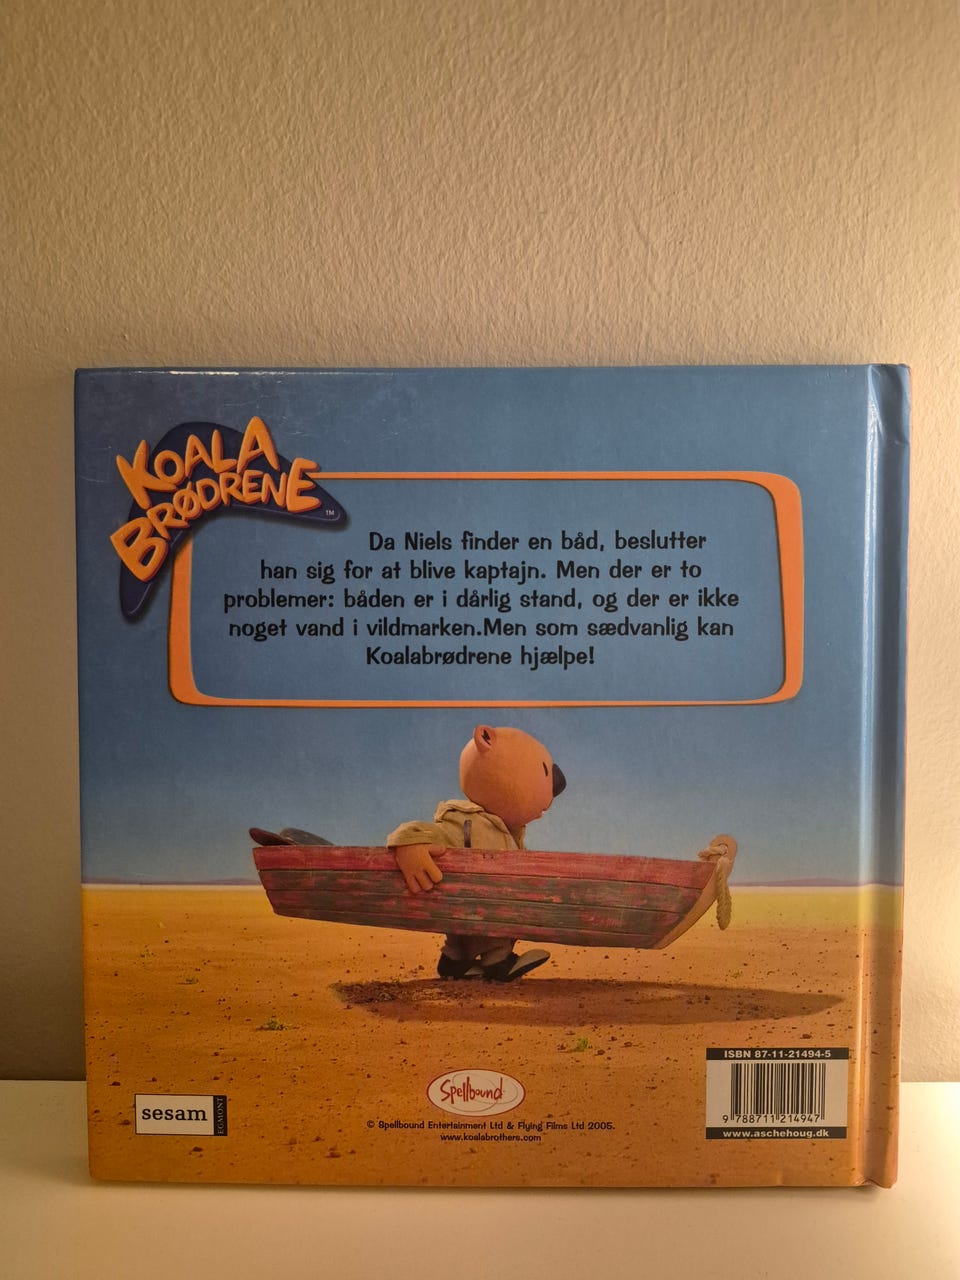 KOALA
BRØDRENE
TM
Da Niels finder en båd, beslutter
han sig for at blive kaptajn. Men der er to
problemer: båden er i dårlig stand, og der er ikke
noget vand i vildmarken.Men som sædvanlig kan
Koalabrødrene hjælpe!
ISBN 87-11-21494-5
9 788711 214947
www.aschehoug.dk
sesam
EGMONT
Spellbound
© Spellbound Entertainment Ltd & Flying Films Ltd 2005.
www.koalabrothers.com